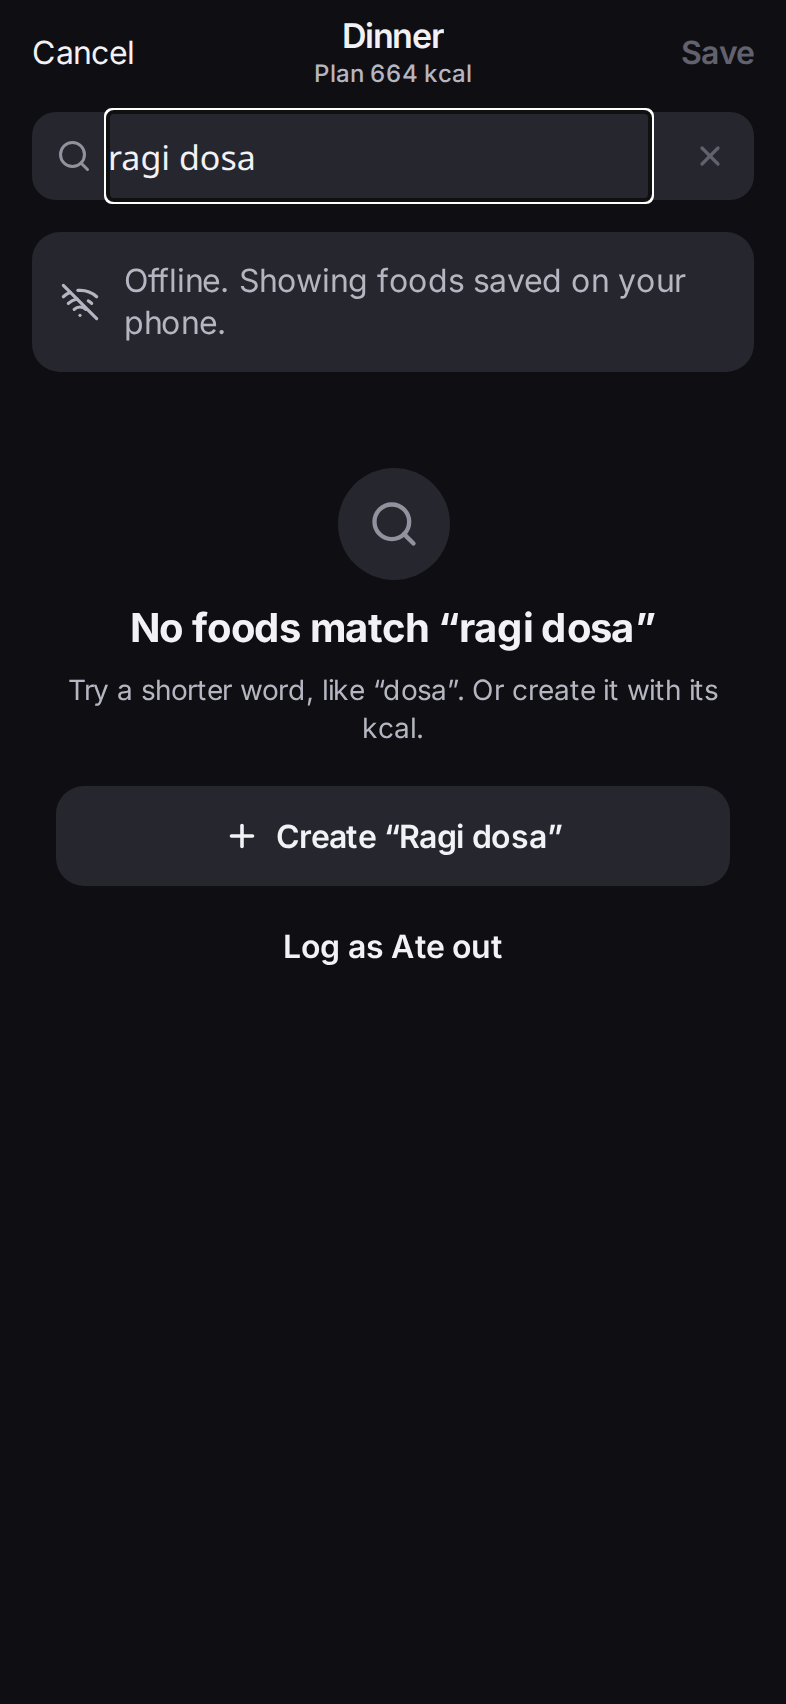 Cancel
Dinner
Save
Plan 664 kcal
ragi dosa
Offline. Showing foods saved on your
phone.
No foods match “ragi dosa”
Try a shorter word, like “dosa”. Or create it with its
kcal.
Create “Ragi dosa”
Log as Ate out